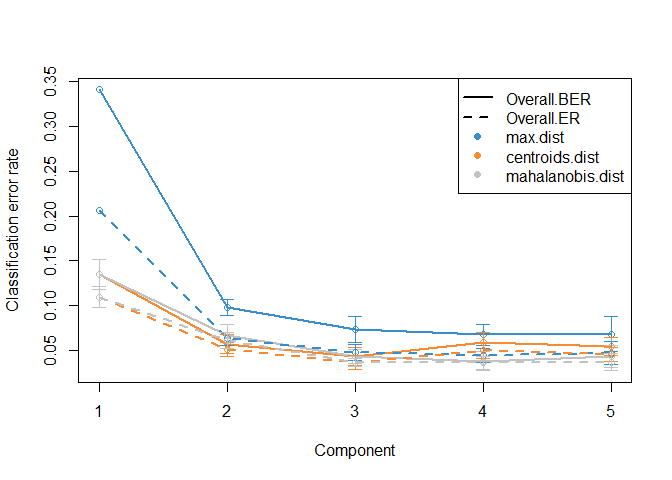 Classification error rate
0.35
0.30
0.25
0.20
0.15
0.10
0.05
Overall.BER
Overall.ER
max.dist
centroids.dist
mahalanobis.dist
1 2 3 4 5
Component